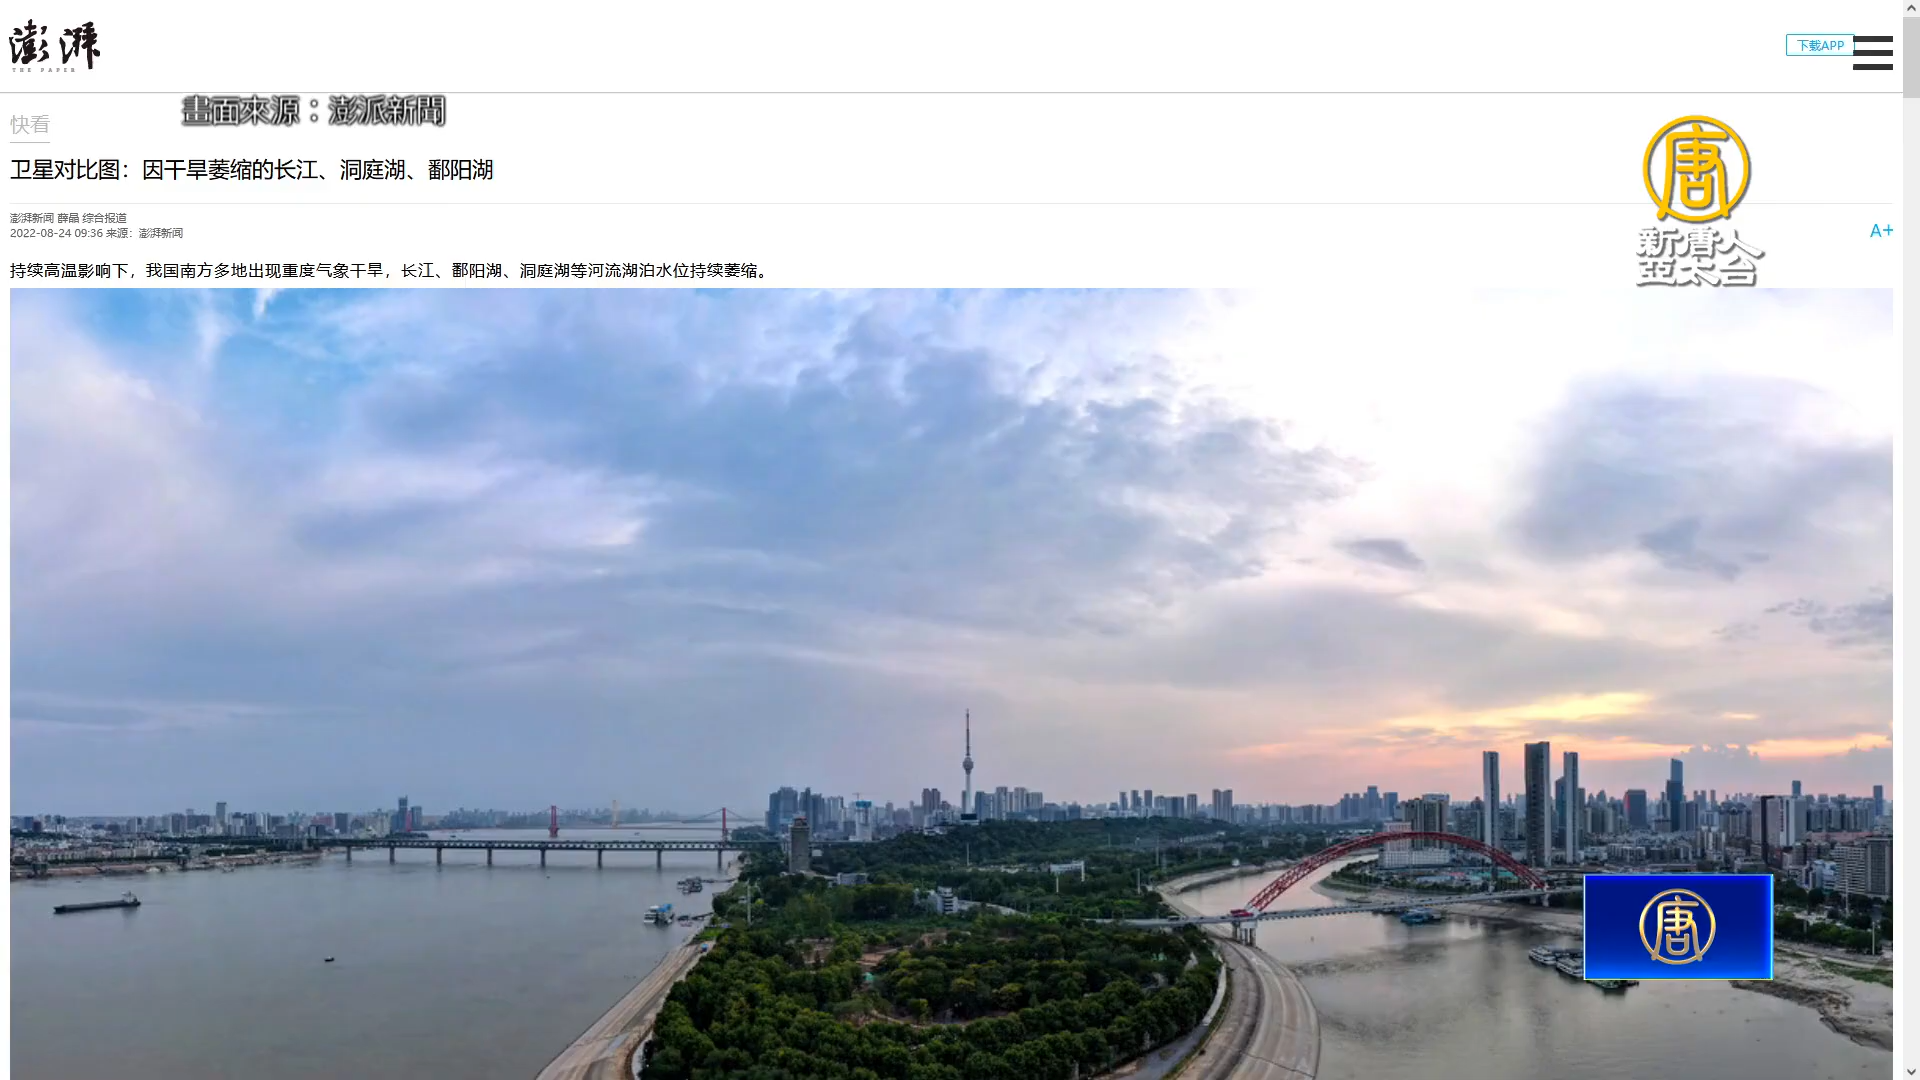 澎湃
THE PAPER
下载APP
畫面來源：澎派新聞
快看
卫星对比图：因干旱萎缩的长江、洞庭湖、鄱阳湖
澎湃新闻 薛晶 综合报道
2022-08-24 09:36 来源：澎湃新闻
A+
持续高温影响下，我国南方多地出现重度气象干旱，长江、鄱阳湖、洞庭湖等河流湖泊水位持续萎缩。
唐
新唐人
亞太台
唐